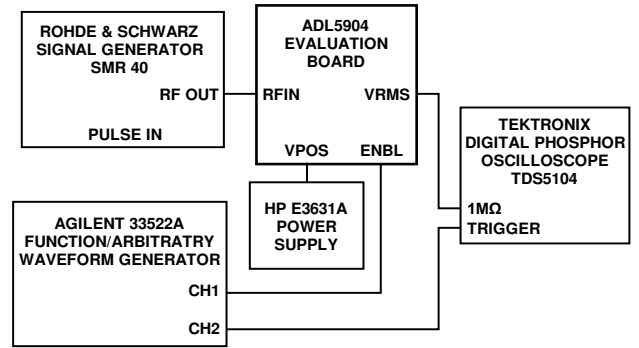 ROHDE & SCHWARZ
SIGNAL GENERATOR
SMR 40
RF OUT
PULSE IN
ADL5904
EVALUATION
BOARD
RFIN
VRMS
VPOS
ENBL
TEKTRONIX
DIGITAL PHOSPHOR
OSCILLOSCOPE
TDS5104
1MΩ
TRIGGER
HP E3631A
POWER
SUPPLY
AGILENT 33522A
FUNCTION/ARBITRATRY
WAVEFORM GENERATOR
CH1
CH2